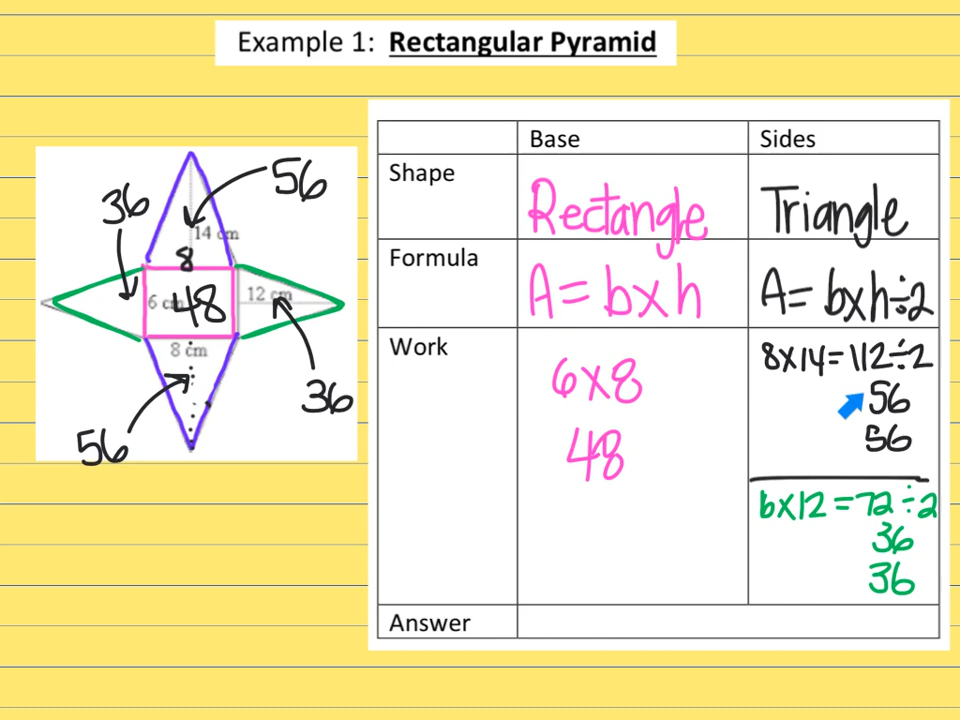 Example 1: Rectangular Pyramid
56
36
14 cm
8
6 cm
48
12 cm
8 cm
36
56
Base Sides
Shape Rectangle Triangle
Formula A = b x h A = b x h ÷ 2
Work 6 x 8 8 x 14 = 112 ÷ 2
48 56
56
6 x 12 = 72 ÷ 2
36
36
Answer